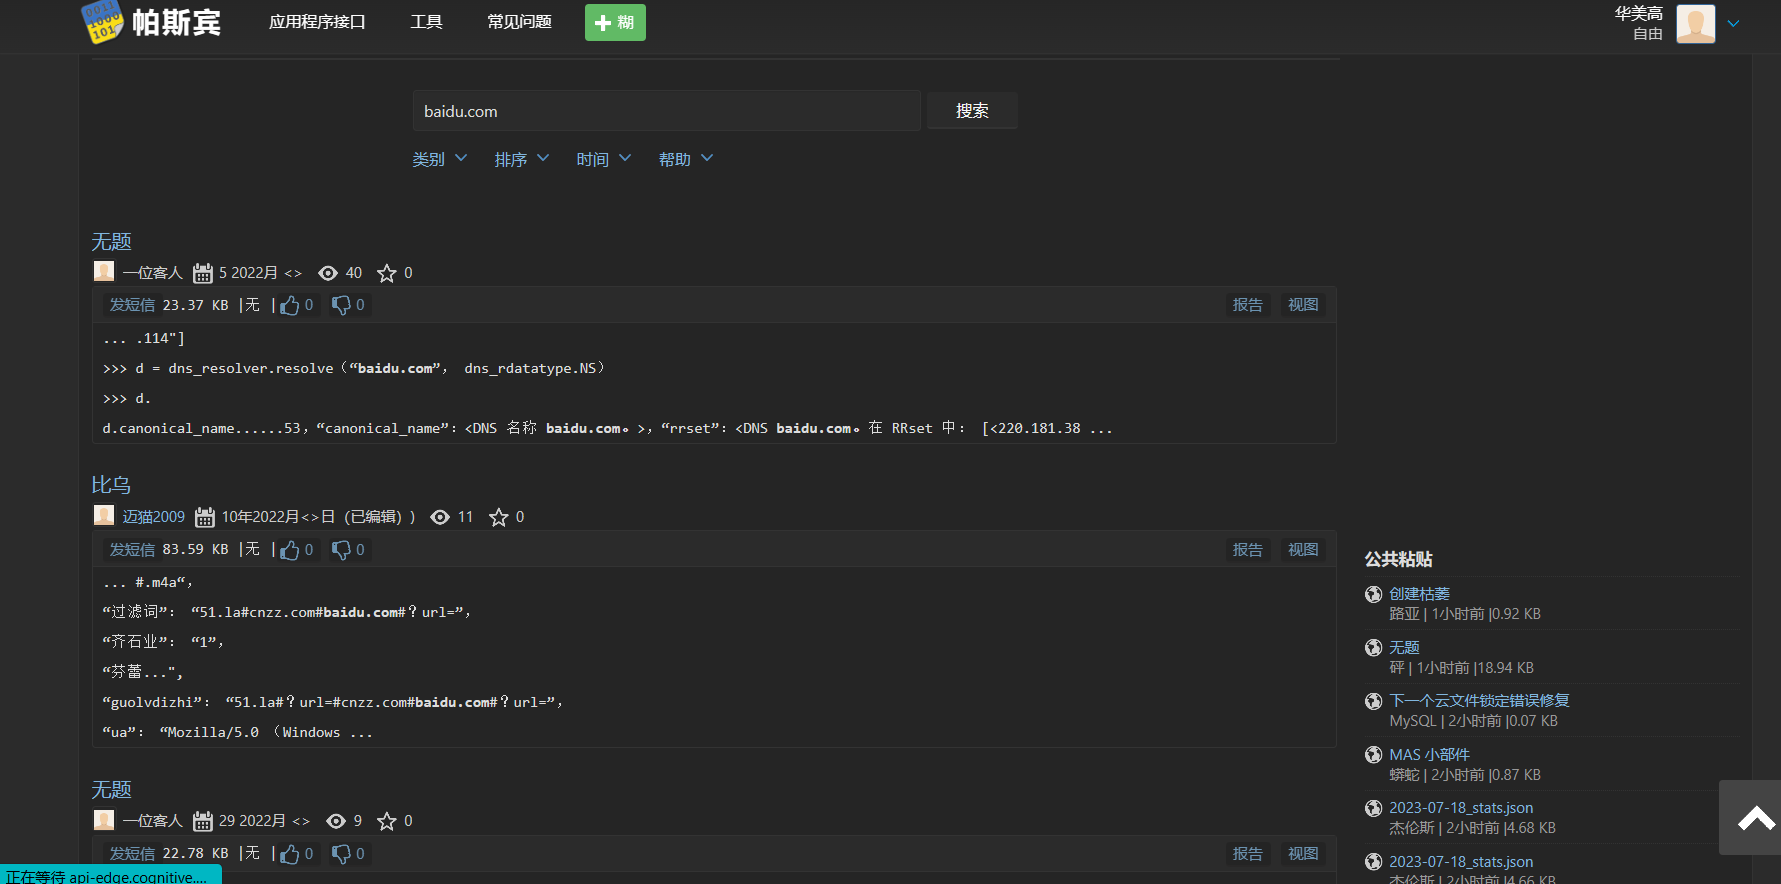 帕斯宾
应用程序接口
工具
常见问题
糊
华美高
自由
baidu.com
搜索
类别
排序
时间
帮助
无题
一位客人 5 2022月 <> 40 0
发短信 23.37 KB |无 | 0 0 报告 视图
... .114"]
>>> d = dns_resolver.resolve（“baidu.com”， dns_rdatatype.NS）
>>> d.
d.canonical_name......53，“canonical_name”：<DNS 名称 baidu.com。>，“rrset”：<DNS baidu.com。在 RRset 中： [<220.181.38 ...
比乌
迈猫2009 10年2022月<>日（已编辑）) 11 0
发短信 83.59 KB |无 | 0 0 报告 视图
... #.m4a“，
“过滤词”： “51.la#cnzz.com#baidu.com#？url=”，
“齐石业”： “1”，
“芬蕾...",
“guolvdizhi”： “51.la#？url=#cnzz.com#baidu.com#？url=”，
“ua”： “Mozilla/5.0 （Windows ...
无题
一位客人 29 2022月 <> 9 0
发短信 22.78 KB |无 | 0 0 报告 视图
公共粘贴
创建枯萎
路亚 | 1小时前 |0.92 KB
无题
砰 | 1小时前 |18.94 KB
下一个云文件锁定错误修复
MySQL | 2小时前 |0.07 KB
MAS 小部件
蟒蛇 | 2小时前 |0.87 KB
2023-07-18_stats.json
杰伦斯 | 2小时前 |4.68 KB
2023-07-18_stats.json
杰伦斯 | 2小时前 |4.66 KB
正在等待 api-edge.cognitive....